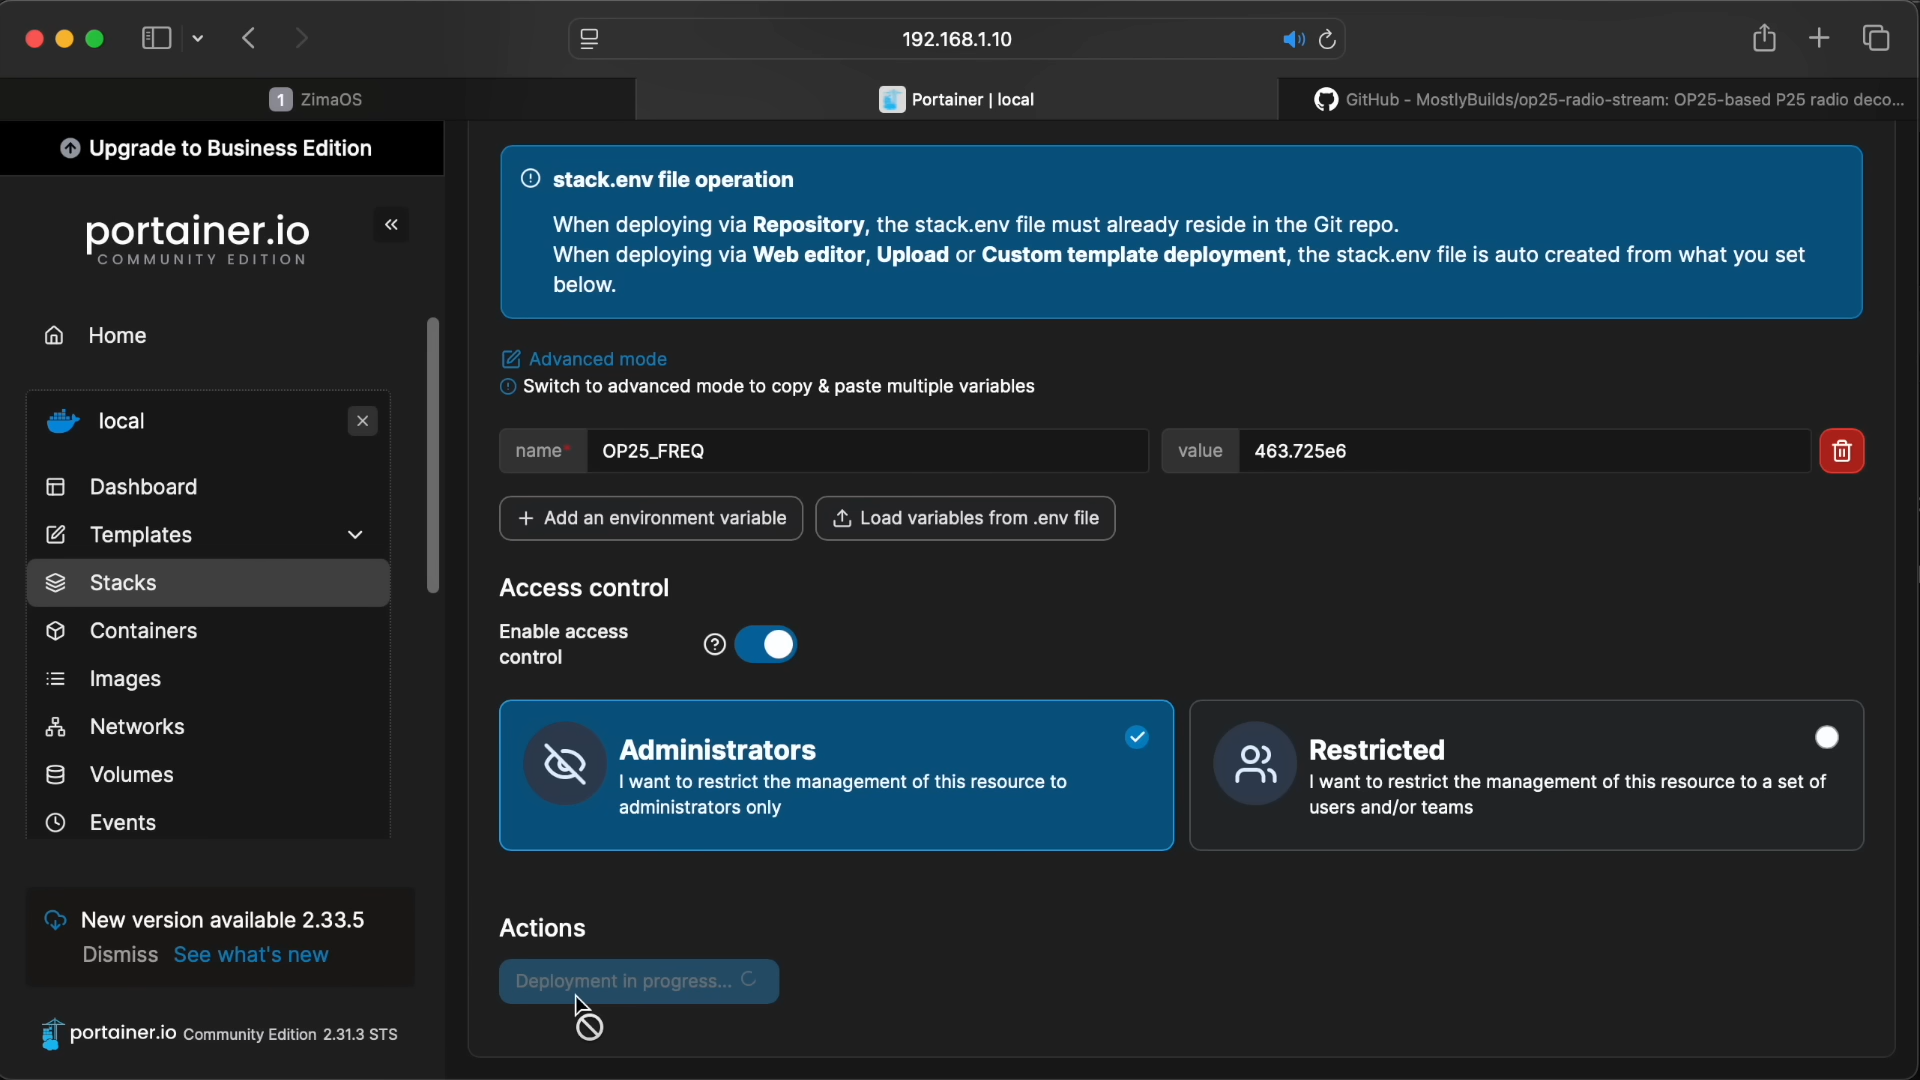 192.168.1.10
1 ZimaOS
Portainer | local
GitHub - MostlyBuilds/op25-radio-stream: OP25-based P25 radio deco...
Upgrade to Business Edition
portainer.io
COMMUNITY EDITION
Home
local
Dashboard
Templates
Stacks
Containers
Images
Networks
Volumes
Events
New version available 2.33.5
Dismiss See what's new
portainer.io Community Edition 2.31.3 STS
stack.env file operation
When deploying via Repository, the stack.env file must already reside in the Git repo.
When deploying via Web editor, Upload or Custom template deployment, the stack.env file is auto created from what you set
below.
Advanced mode
Switch to advanced mode to copy & paste multiple variables
name* OP25_FREQ value 463.725e6
+ Add an environment variable Load variables from .env file
Access control
Enable access
control
Administrators
I want to restrict the management of this resource to
administrators only
Restricted
I want to restrict the management of this resource to a set of
users and/or teams
Actions
Deployment in progress...